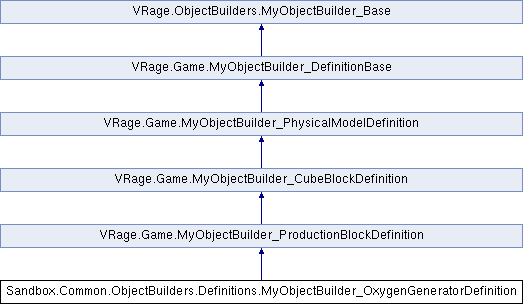 VRage.ObjectBuilders.MyObjectBuilder_Base
VRage.Game.MyObjectBuilder_DefinitionBase
VRage.Game.MyObjectBuilder_PhysicalModelDefinition
VRage.Game.MyObjectBuilder_CubeBlockDefinition
VRage.Game.MyObjectBuilder_ProductionBlockDefinition
Sandbox.Common.ObjectBuilders.Definitions.MyObjectBuilder_OxygenGeneratorDefinition